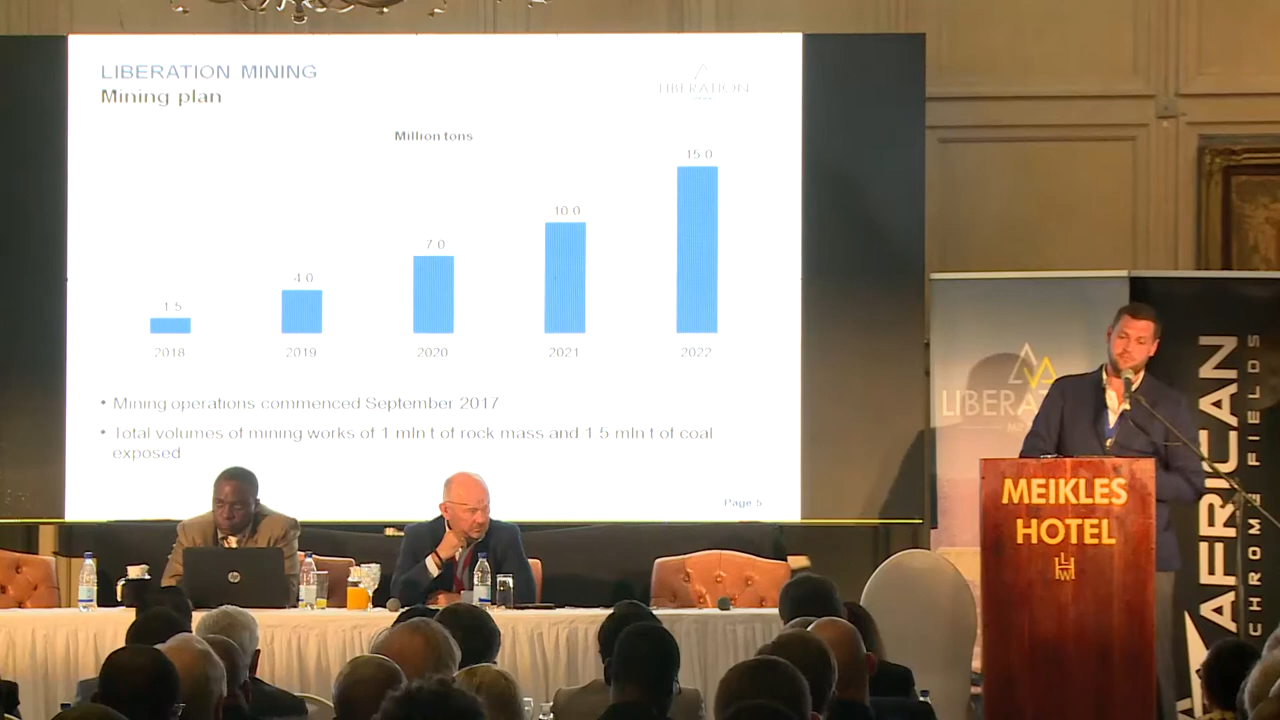 LIBERATION MINING
Mining plan
LIBERATION
Million tons
1 5
4 0
7 0
10 0
15 0
2018
2019
2020
2021
2022
• Mining operations commenced September 2017
• Total volumes of mining works of 1 mln t of rock mass and 1 5 mln t of coal
exposed
Page 5
LIBERA
AFRICAN
CHROME FIELDS
MEIKLES
HOTEL
hp